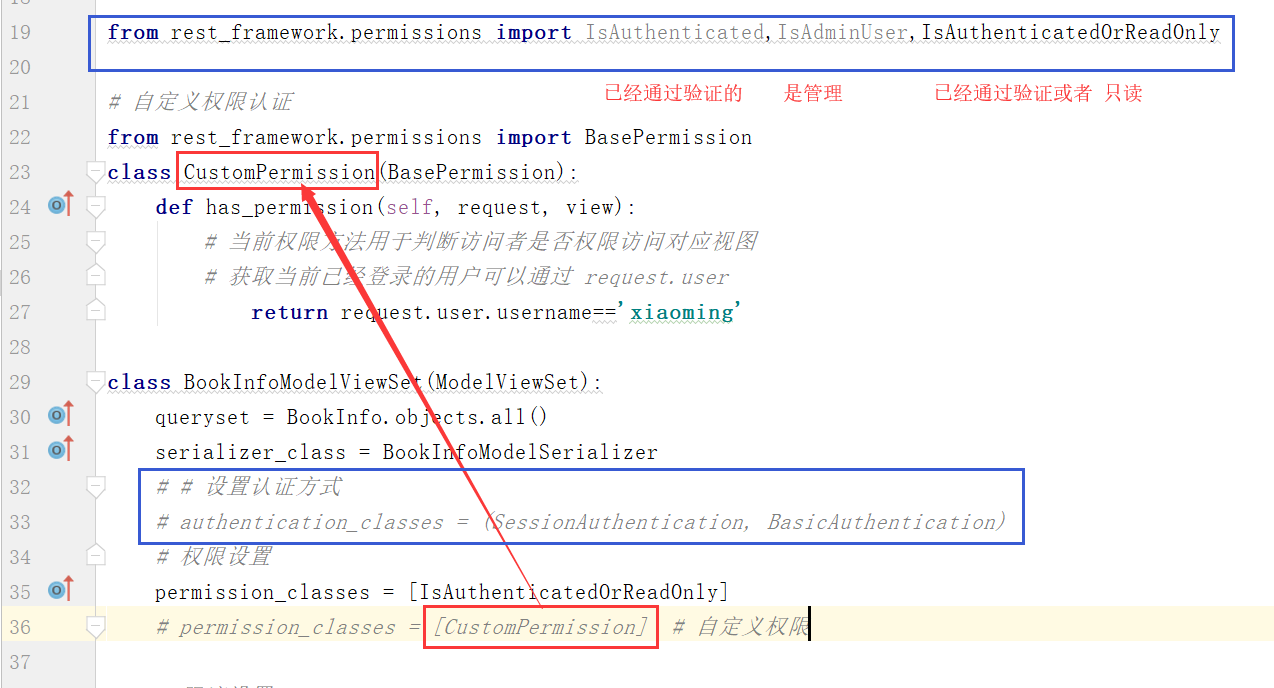 19 from rest_framework.permissions import IsAuthenticated,IsAdminUser,IsAuthenticatedOrReadOnly
20
已经通过验证的 是管理 已经通过验证或者 只读
21 # 自定义权限认证
22 from rest_framework.permissions import BasePermission
23 class CustomPermission(BasePermission):
24 def has_permission(self, request, view):
25 # 当前权限方法用于判断访问者是否权限访问对应视图
26 # 获取当前已经登录的用户可以通过 request.user
27 return request.user.username=='xiaoming'
28
29 class BookInfoModelViewSet(ModelViewSet):
30 queryset = BookInfo.objects.all()
31 serializer_class = BookInfoModelSerializer
32 # # 设置认证方式
33 # authentication_classes = (SessionAuthentication, BasicAuthentication)
34 # 权限设置
35 permission_classes = [IsAuthenticatedOrReadOnly]
36 # permission_classes = [CustomPermission] # 自定义权限
37